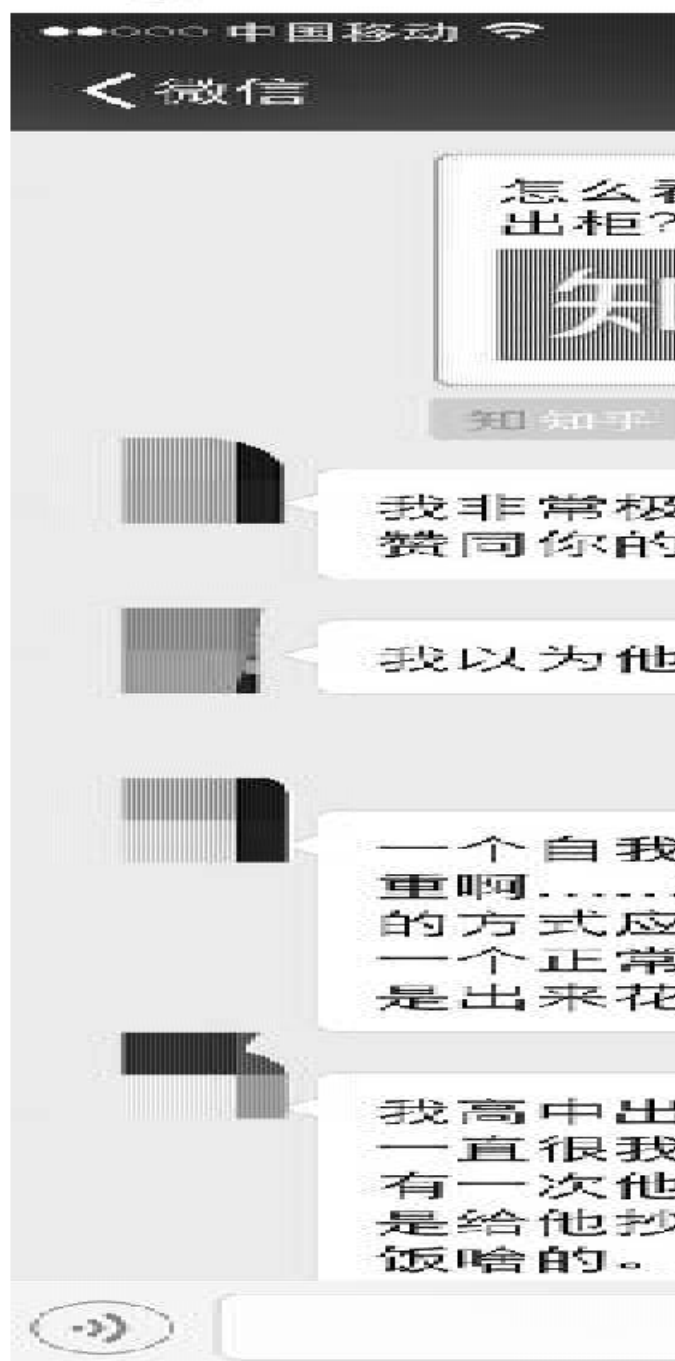 中国移动
微信
怎么看
出柜?
知
知 知乎
我非常极
赞同你的
我以为他
一个自我
重啊......
的方式应
一个正常
是出来花
我高中出
一直很我
有一次他
是给他抄
饭啥的。